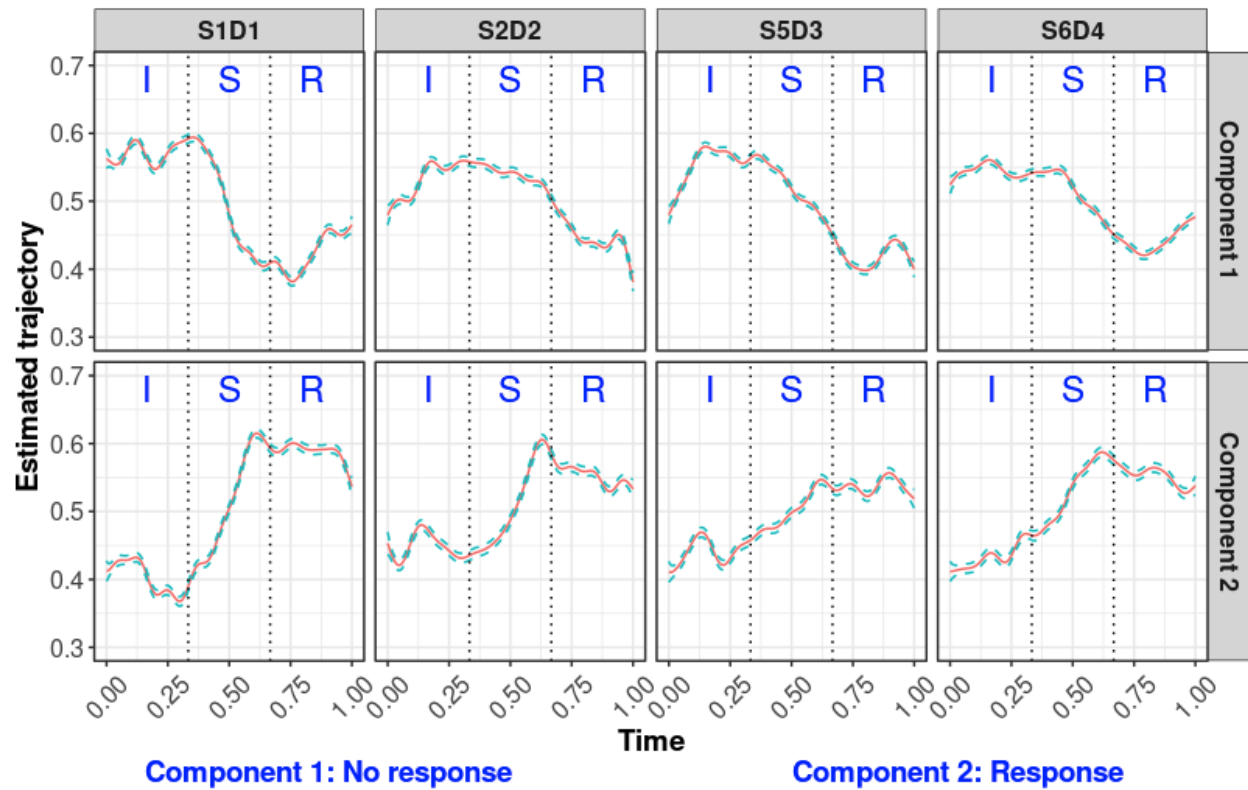 S1D1 S2D2 S5D3 S6D4
0.7 I S R I S R I S R I S R
0.6
0.5
0.4
0.3
Component 1
Estimated trajectory
0.7 I S R I S R I S R I S R
0.6
0.5
0.4
0.3
Component 2
0.00 0.25 0.50 0.75 1.00 0.00 0.25 0.50 0.75 1.00 0.00 0.25 0.50 0.75 1.00 0.00 0.25 0.50 0.75 1.00
Time
Component 1: No response Component 2: Response